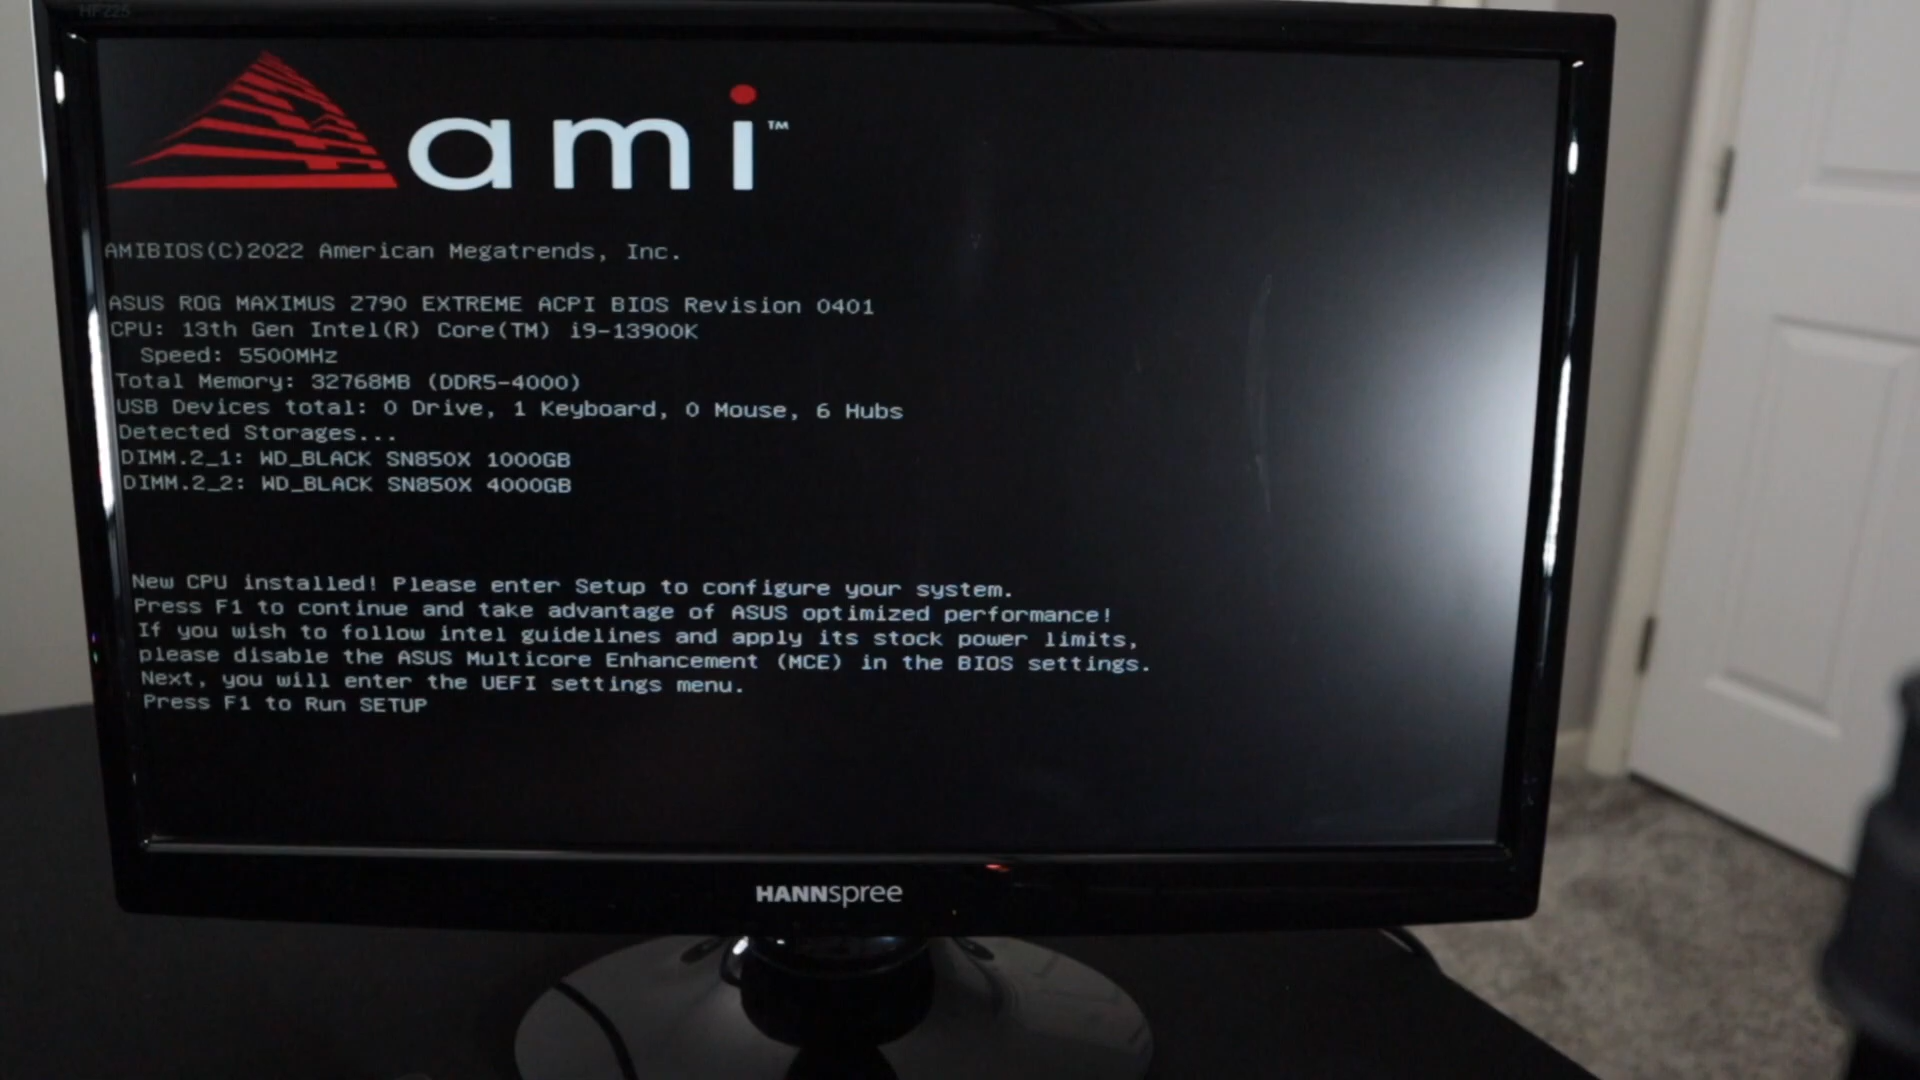 HF225
ami™
AMIBIOS(C)2022 American Megatrends, Inc.
ASUS ROG MAXIMUS Z790 EXTREME ACPI BIOS Revision 0401
CPU: 13th Gen Intel(R) Core(TM) i9-13900K
Speed: 5500MHz
Total Memory: 32768MB (DDR5-4000)
USB Devices total: 0 Drive, 1 Keyboard, 0 Mouse, 6 Hubs
Detected Storages...
DIMM.2_1: WD_BLACK SN850X 1000GB
DIMM.2_2: WD_BLACK SN850X 4000GB
New CPU installed! Please enter Setup to configure your system.
Press F1 to continue and take advantage of ASUS optimized performance!
If you wish to follow intel guidelines and apply its stock power limits,
please disable the ASUS Multicore Enhancement (MCE) in the BIOS settings.
Next, you will enter the UEFI settings menu.
Press F1 to Run SETUP
HANNspree